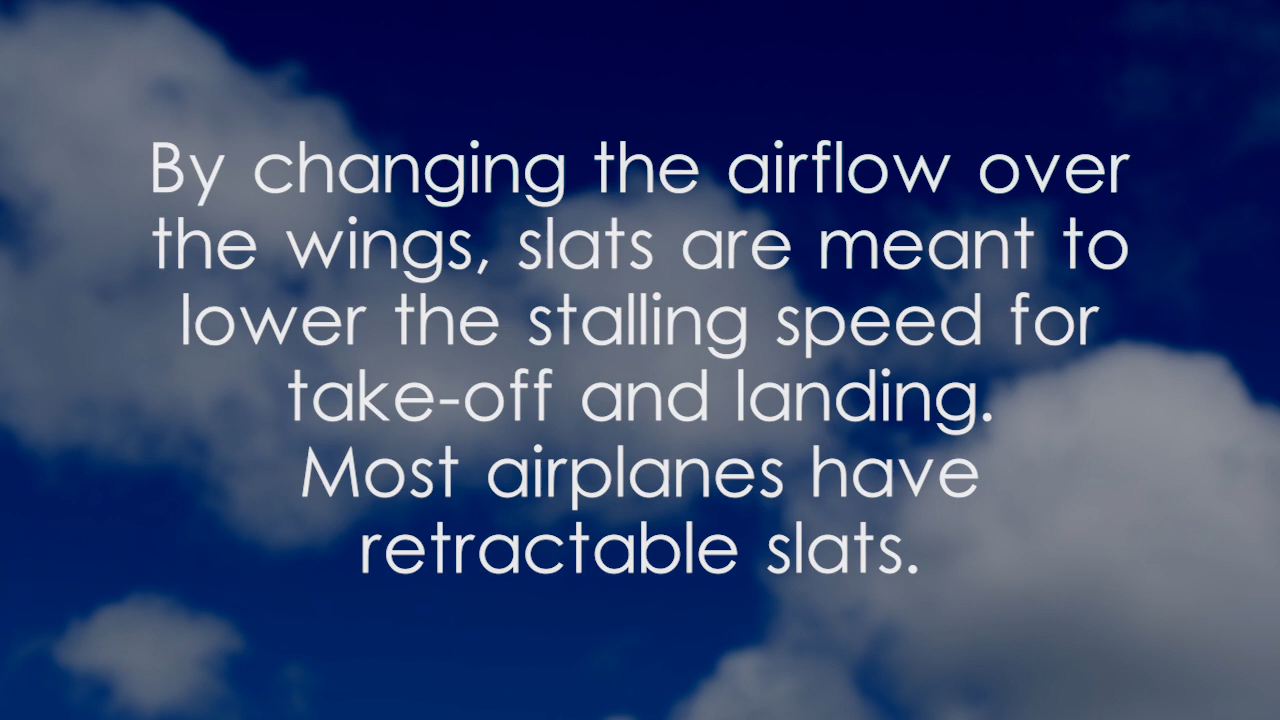 By changing the airflow over
the wings, slats are meant to
lower the stalling speed for
take-off and landing.
Most airplanes have
retractable slats.